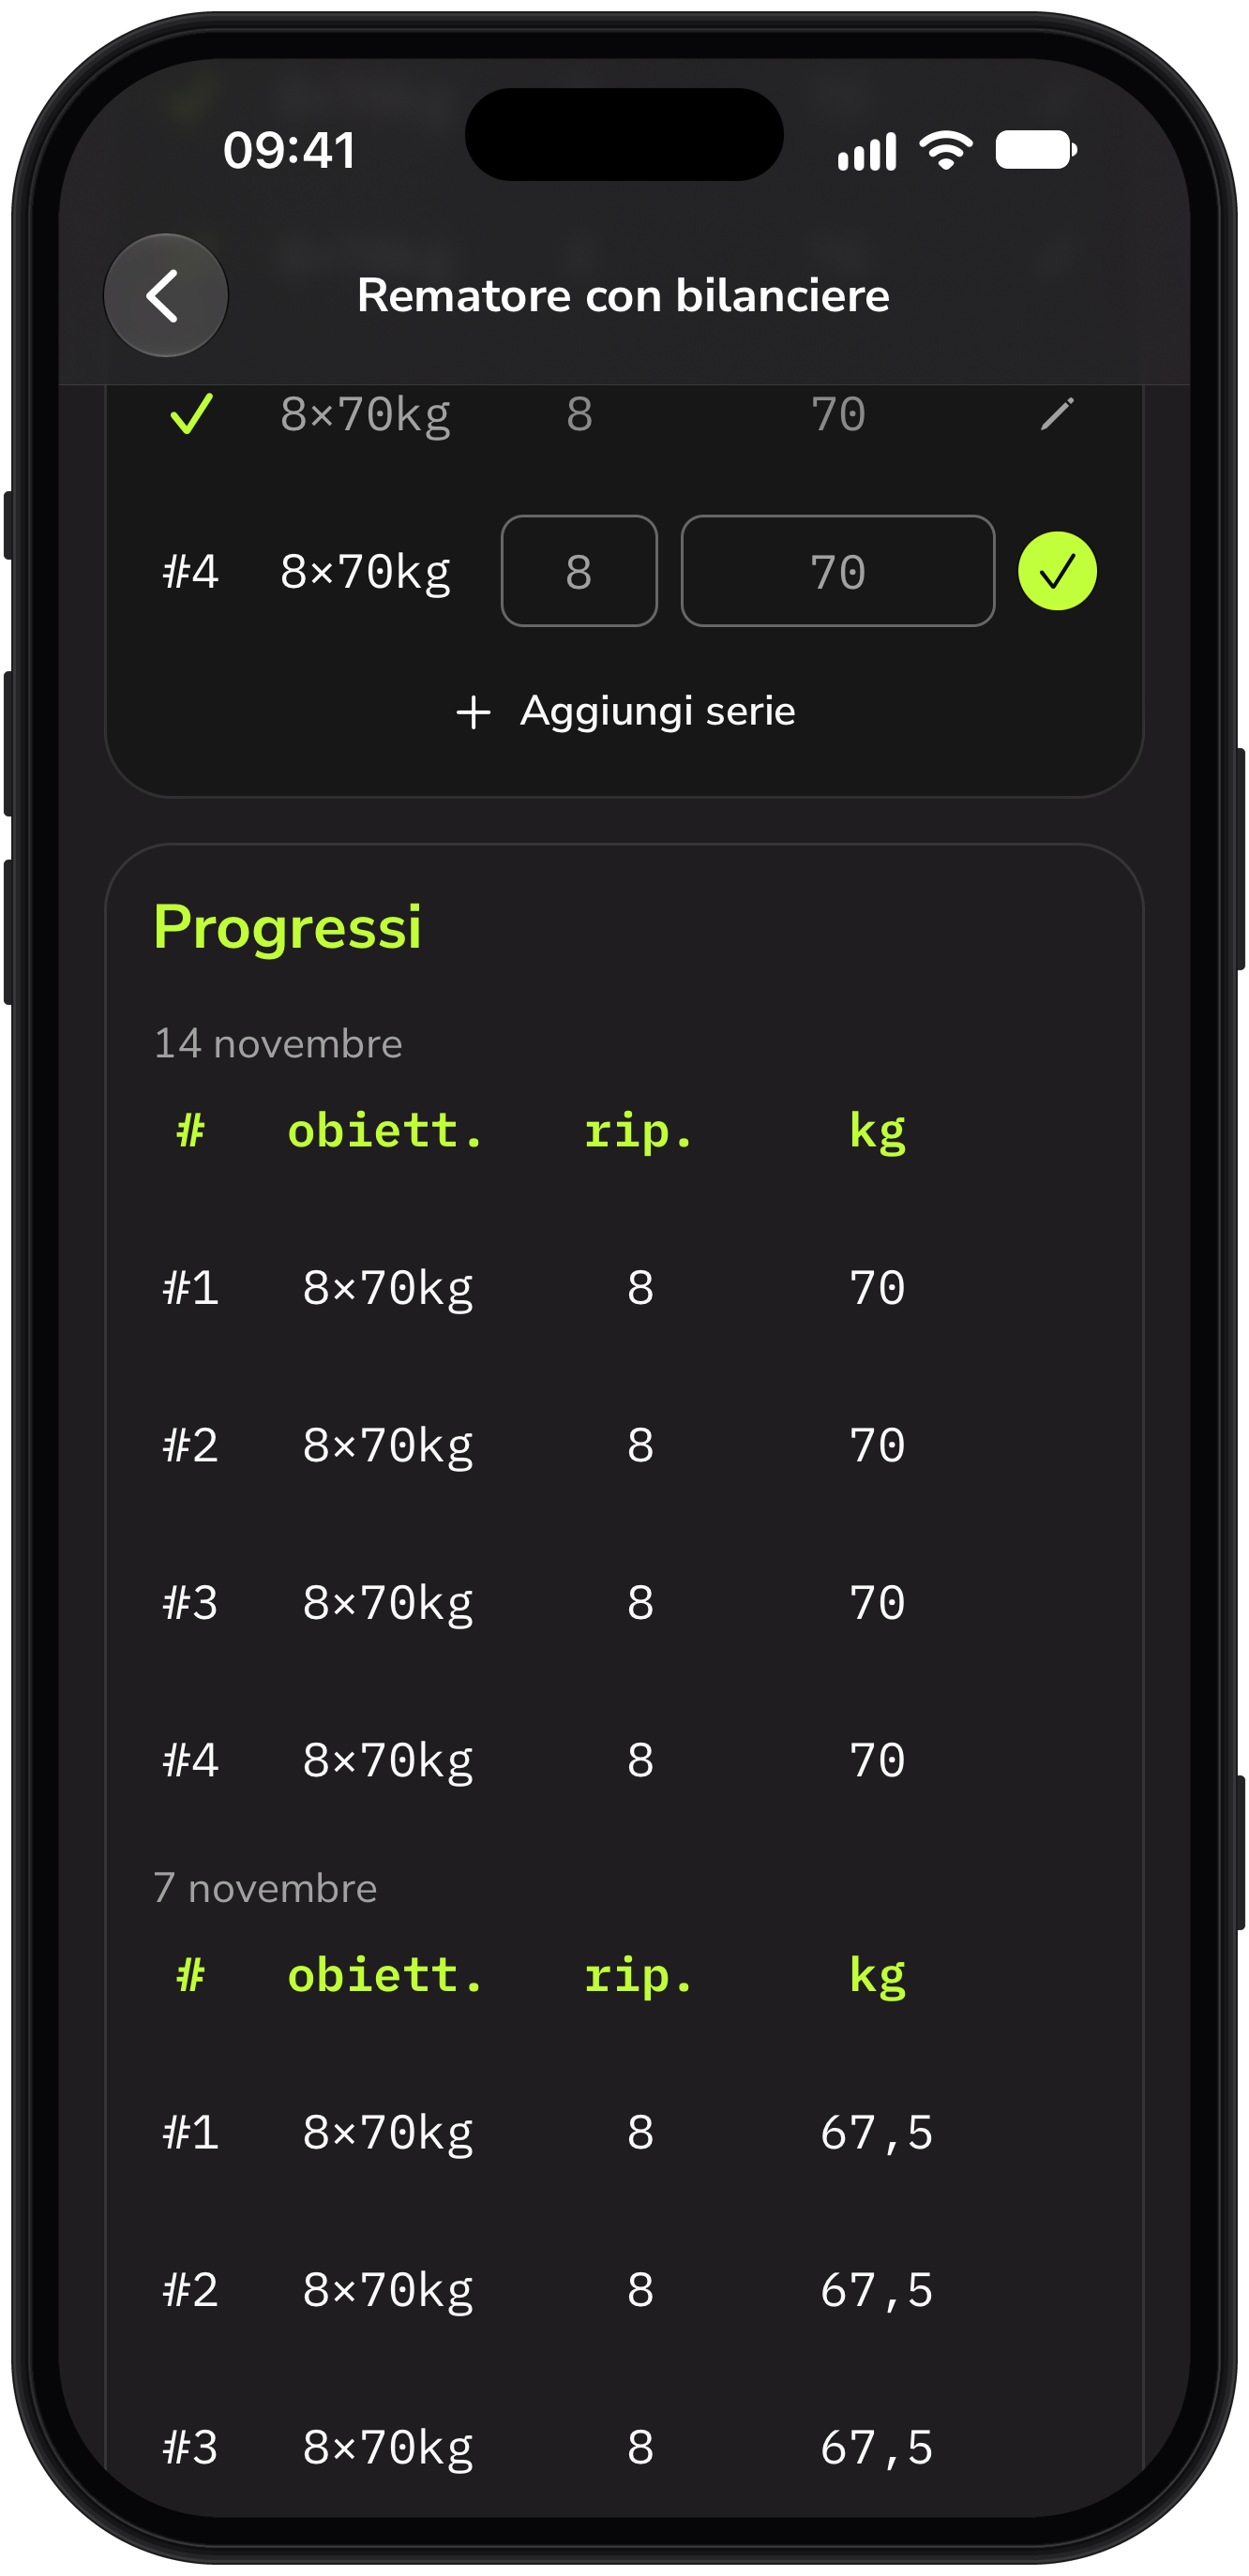 09:41
Rematore con bilanciere
8×70kg 8 70
#4 8×70kg 8 70
+ Aggiungi serie
Progressi
14 novembre
# obiett. rip. kg
#1 8×70kg 8 70
#2 8×70kg 8 70
#3 8×70kg 8 70
#4 8×70kg 8 70
7 novembre
# obiett. rip. kg
#1 8×70kg 8 67,5
#2 8×70kg 8 67,5
#3 8×70kg 8 67,5